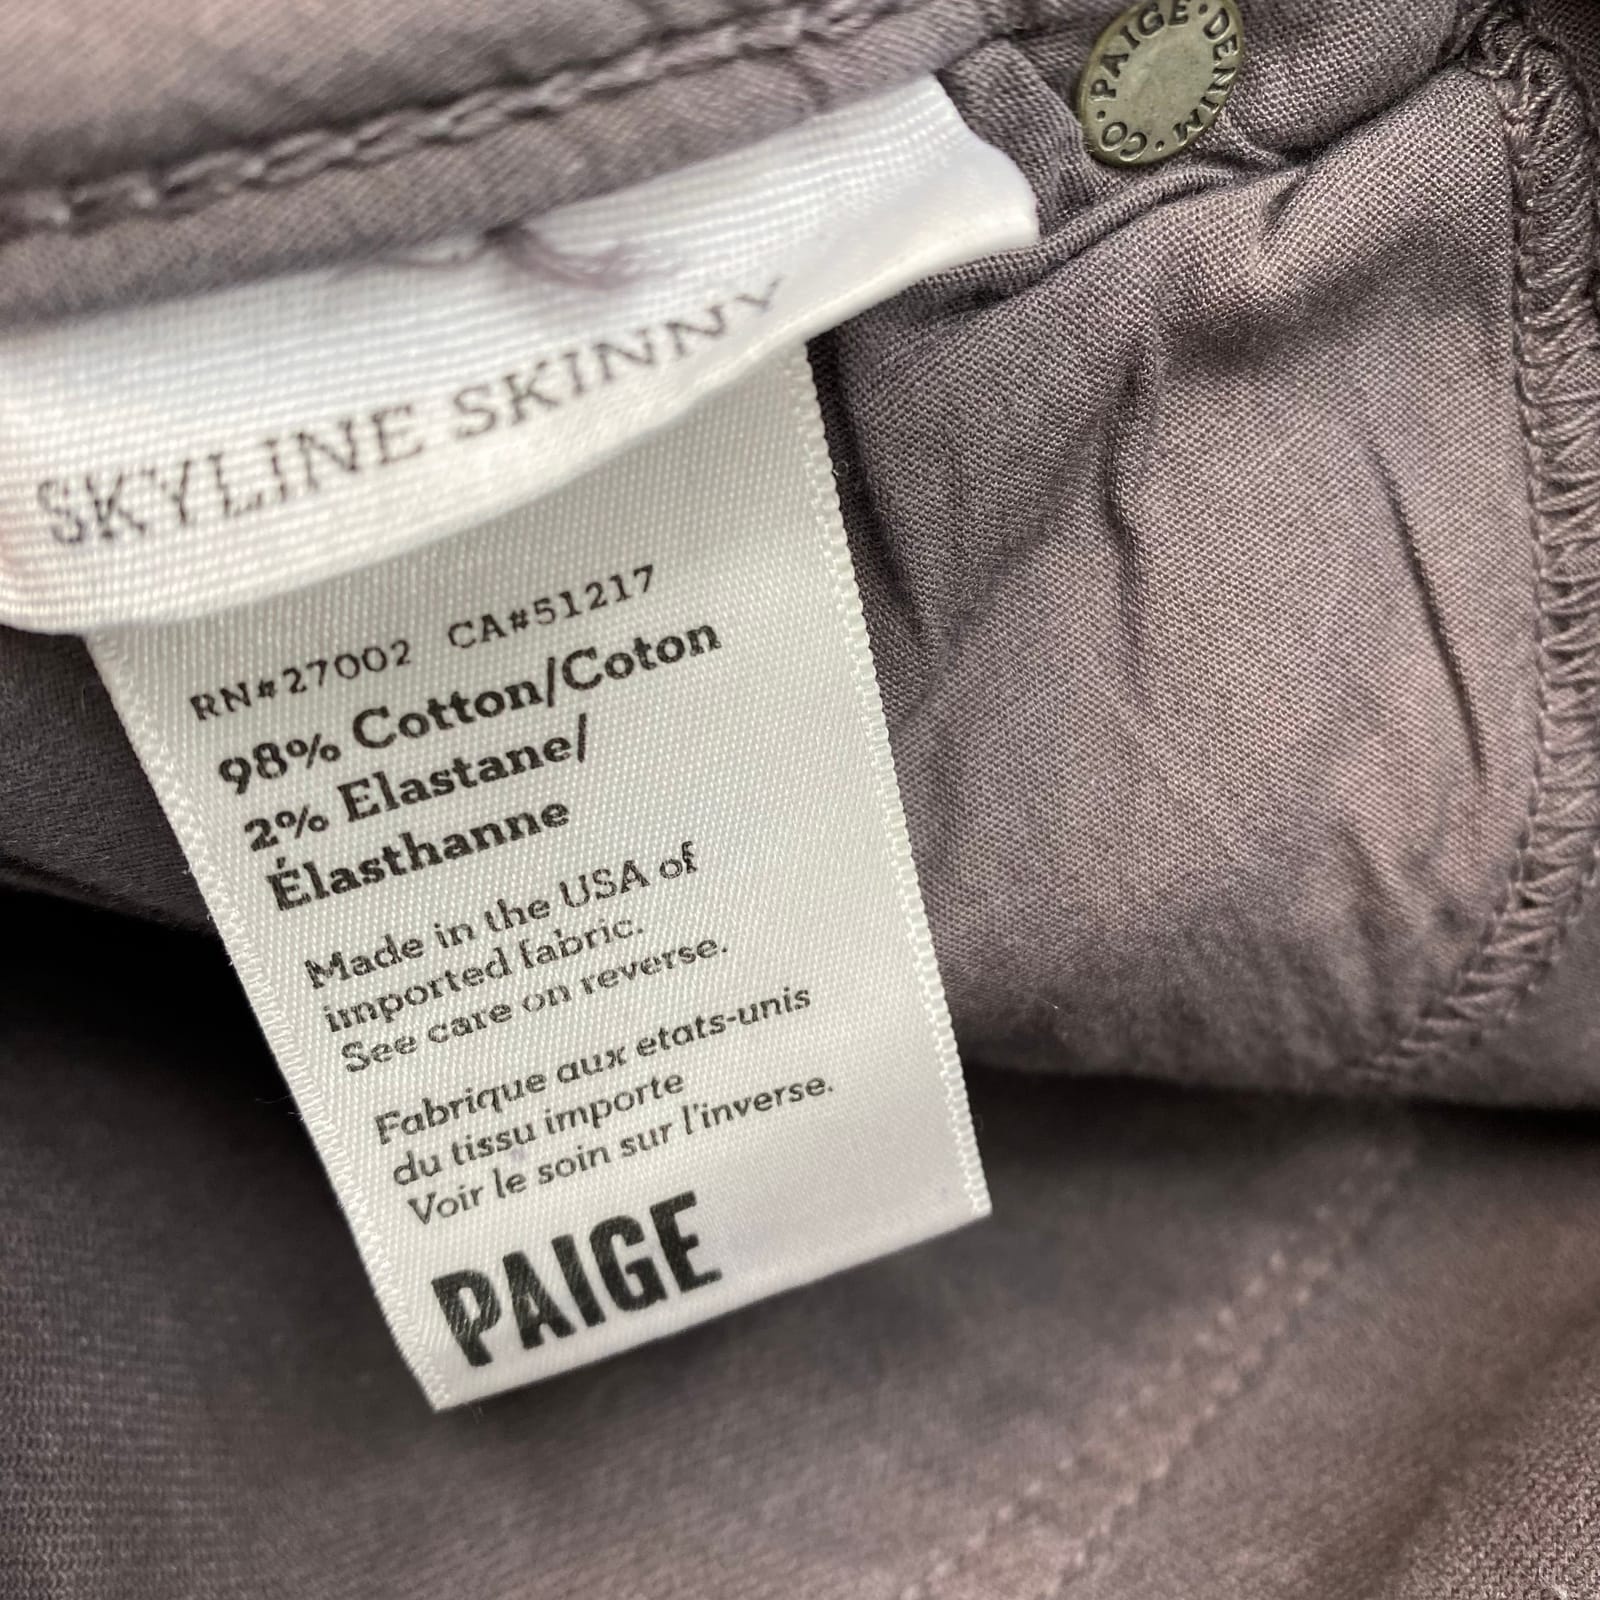 PAIGE·DENIM·CO·
SKYLINE SKINNY
RN#27002 CA#51217
98% Cotton/Coton
2% Elastane/
Élasthanne
Made in the USA of
imported fabric.
See care on reverse.
Fabrique aux etats-unis
du tissu importe
Voir le soin sur l'inverse.
PAIGE